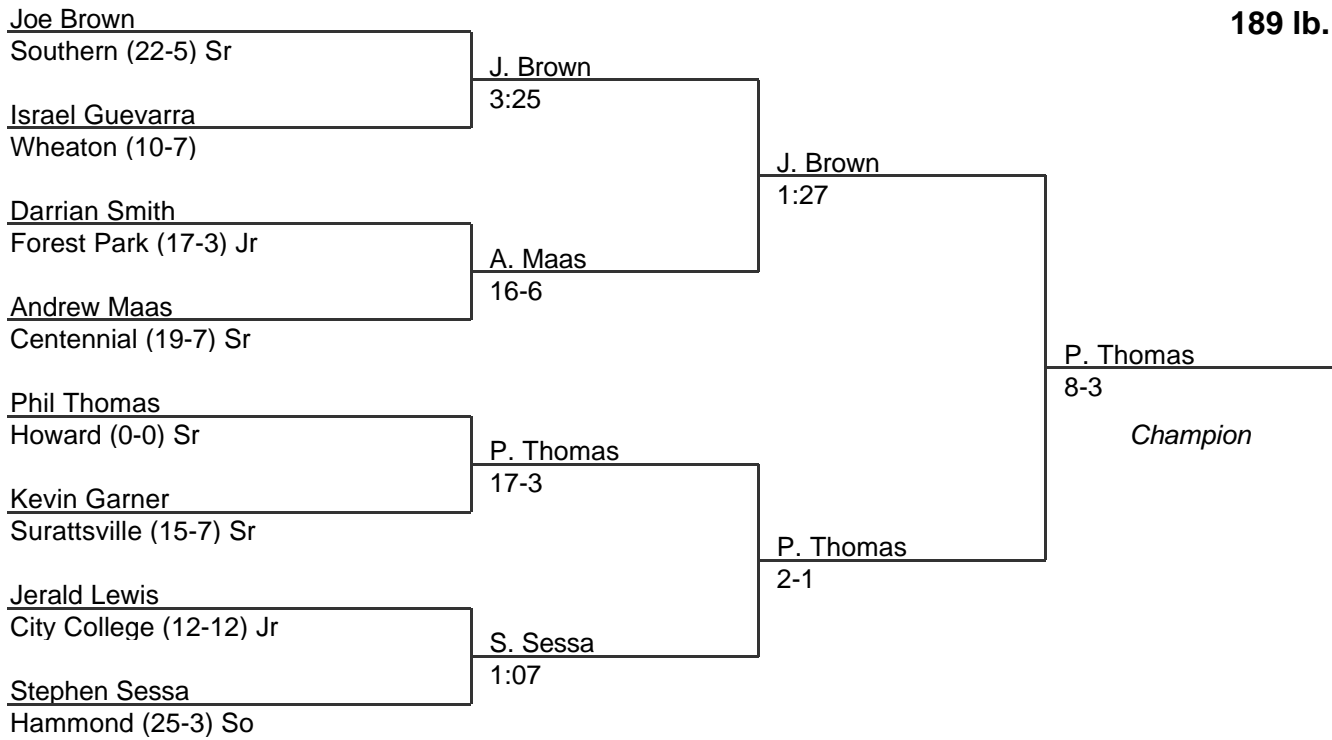 189 lb.
Joe Brown
Southern (22-5) Sr
Israel Guevarra
Wheaton (10-7)
Darrian Smith
Forest Park (17-3) Jr
Andrew Maas
Centennial (19-7) Sr
Phil Thomas
Howard (0-0) Sr
Kevin Garner
Surattsville (15-7) Sr
Jerald Lewis
City College (12-12) Jr
Stephen Sessa
Hammond (25-3) So
J. Brown
3:25
A. Maas
16-6
P. Thomas
17-3
S. Sessa
1:07
J. Brown
1:27
P. Thomas
2-1
P. Thomas
8-3
Champion